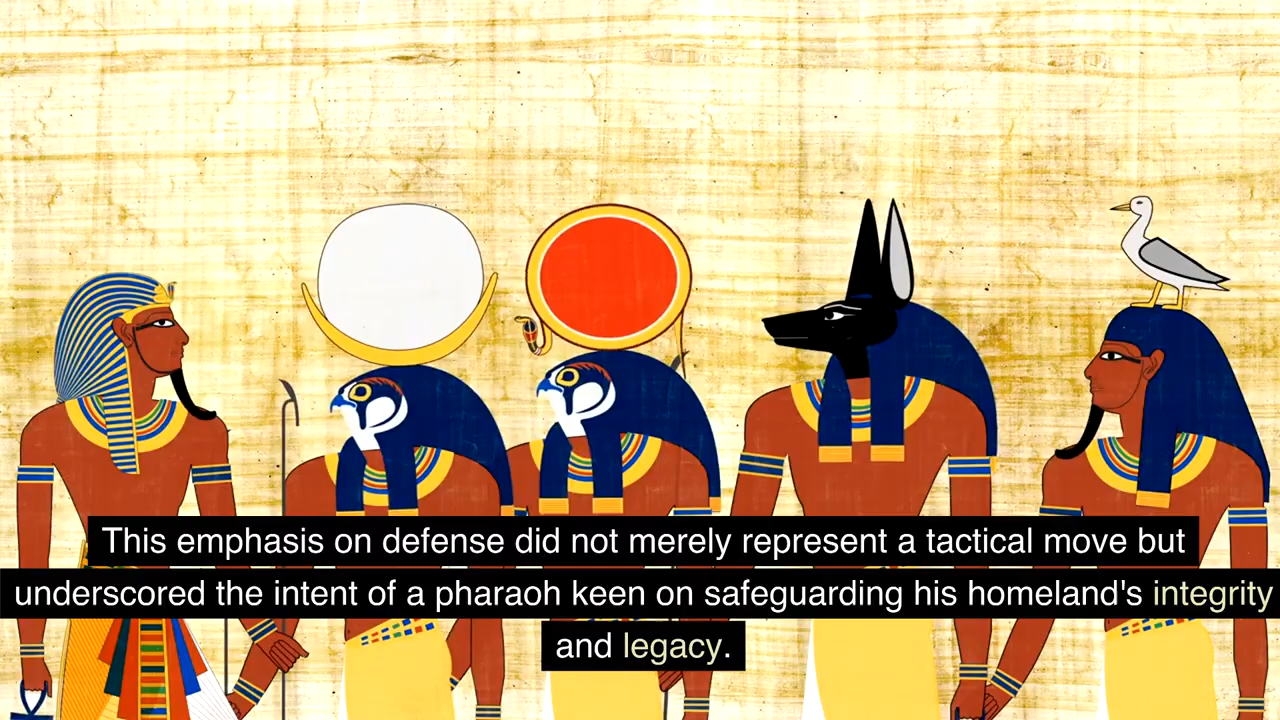 This emphasis on defense did not merely represent a tactical move but
underscored the intent of a pharaoh keen on safeguarding his homeland's integrity
and legacy.